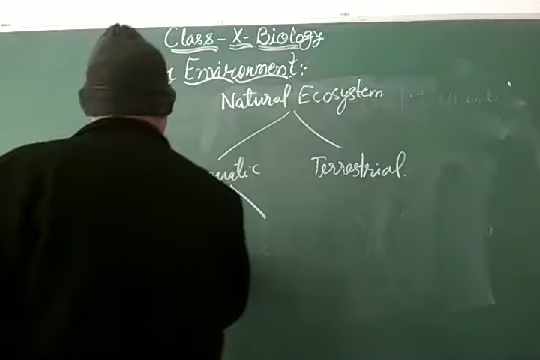 Class-X-Biology
Environment:-
Natural Ecosystem
Terrestrial.